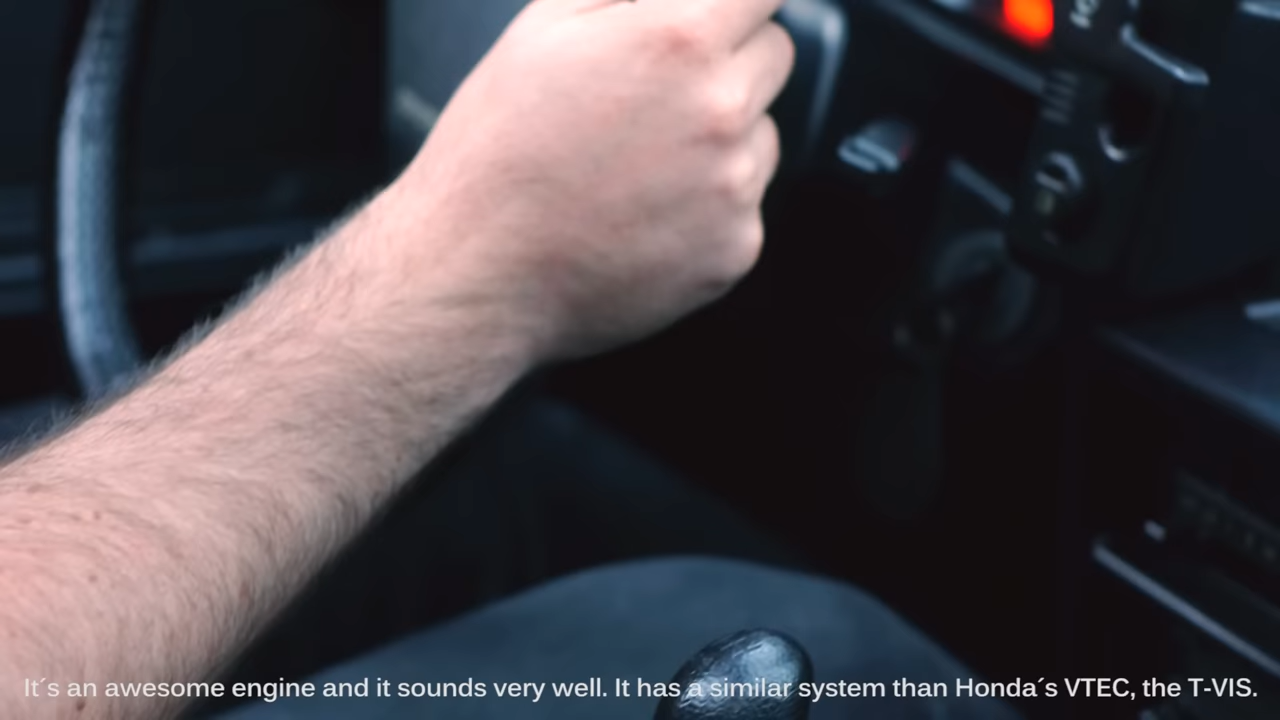 It´s an awesome engine and it sounds very well. It has a similar system than Honda´s VTEC, the T-VIS.